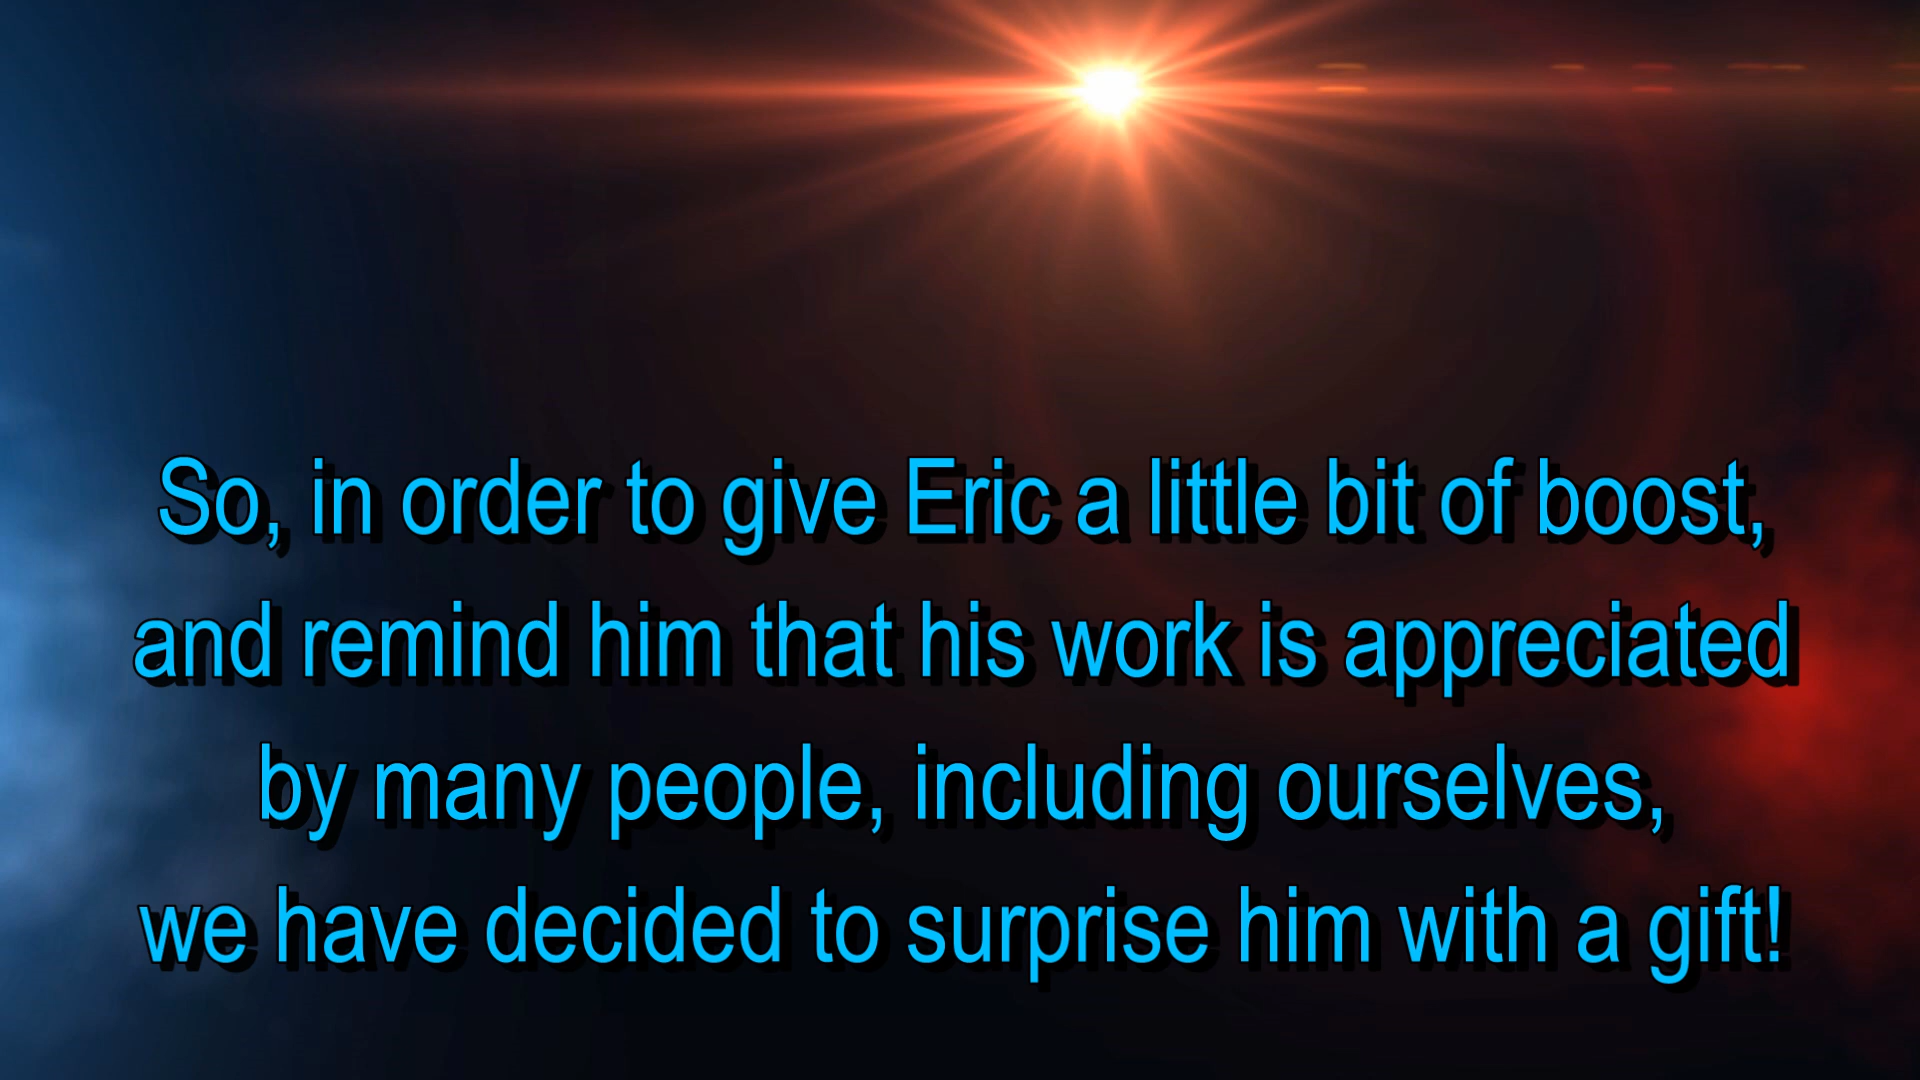 So, in order to give Eric a little bit of boost,
and remind him that his work is appreciated
by many people, including ourselves,
we have decided to surprise him with a gift!